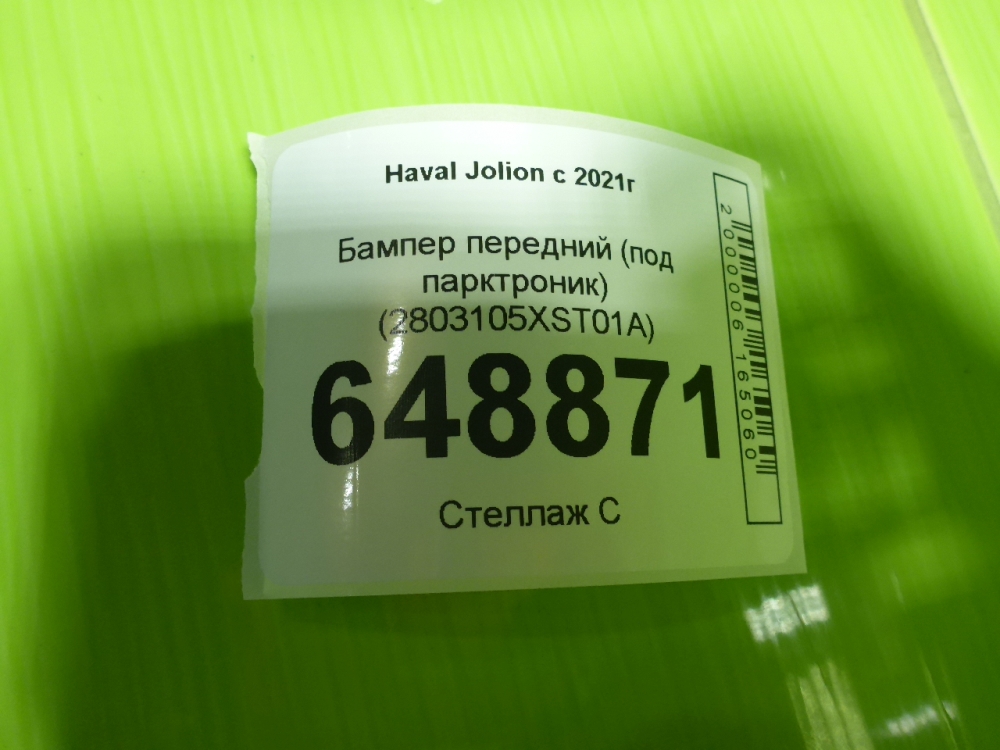 Haval Jolion с 2021г
Бампер передний (под
парктроник)
(2803105XST01A)
648871
Стеллаж С
2000006165060